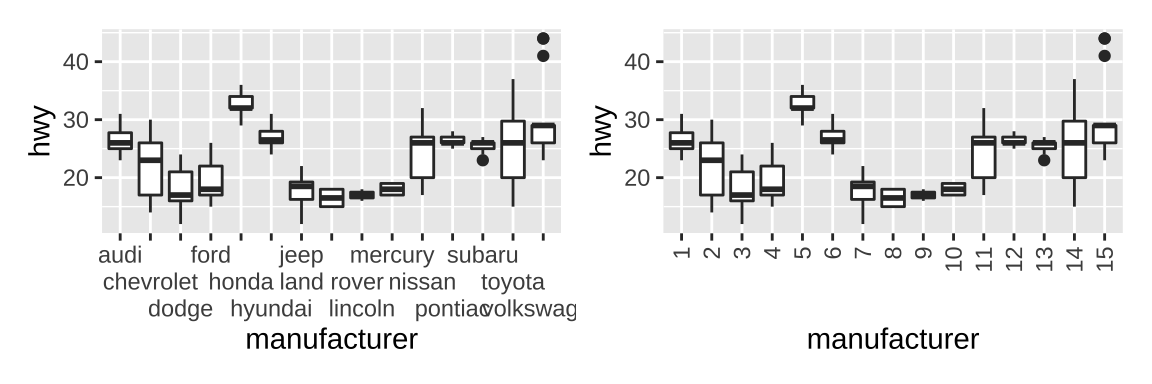 hwy
40
30
20
audi ford jeep mercury subaru
chevrolet honda land rover nissan toyota
dodge hyundai lincoln pontiac volkswag
manufacturer
hwy
40
30
20
1 2 3 4 5 6 7 8 9 10 11 12 13 14 15
manufacturer